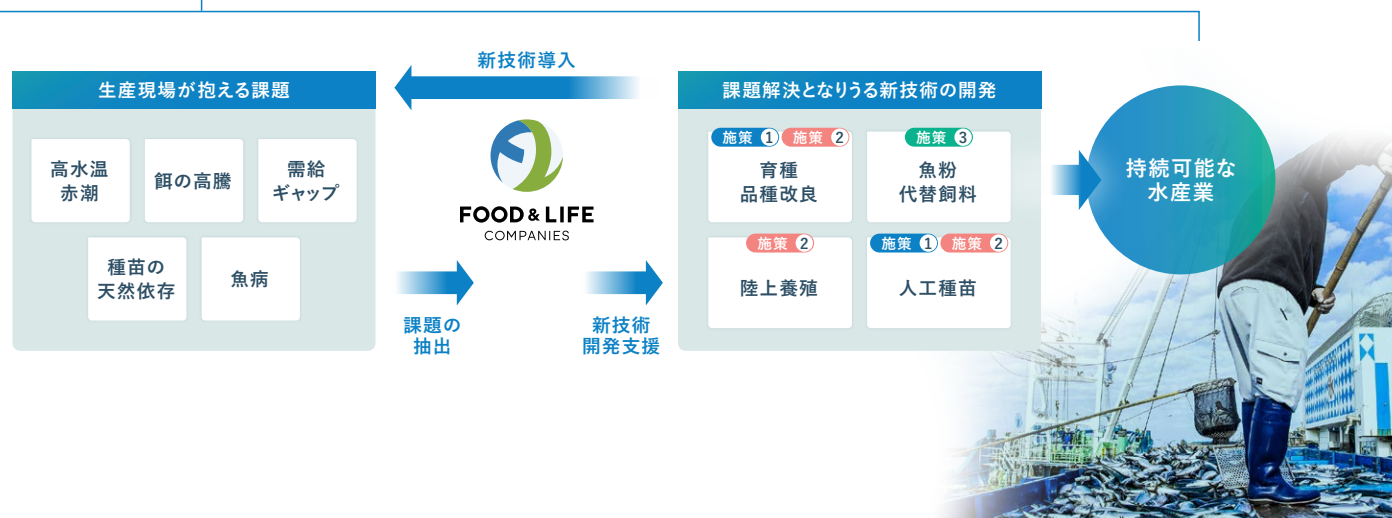 新技術導入
生産現場が抱える課題
高水温
赤潮
餌の高騰
需給
ギャップ
種苗の
天然依存
魚病
FOOD & LIFE
COMPANIES
課題の
抽出
新技術
開発支援
課題解決となりうる新技術の開発
施策 1 施策 2
育種
品種改良
施策 3
魚粉
代替飼料
施策 2
陸上養殖
施策 1 施策 2
人工種苗
持続可能な
水産業